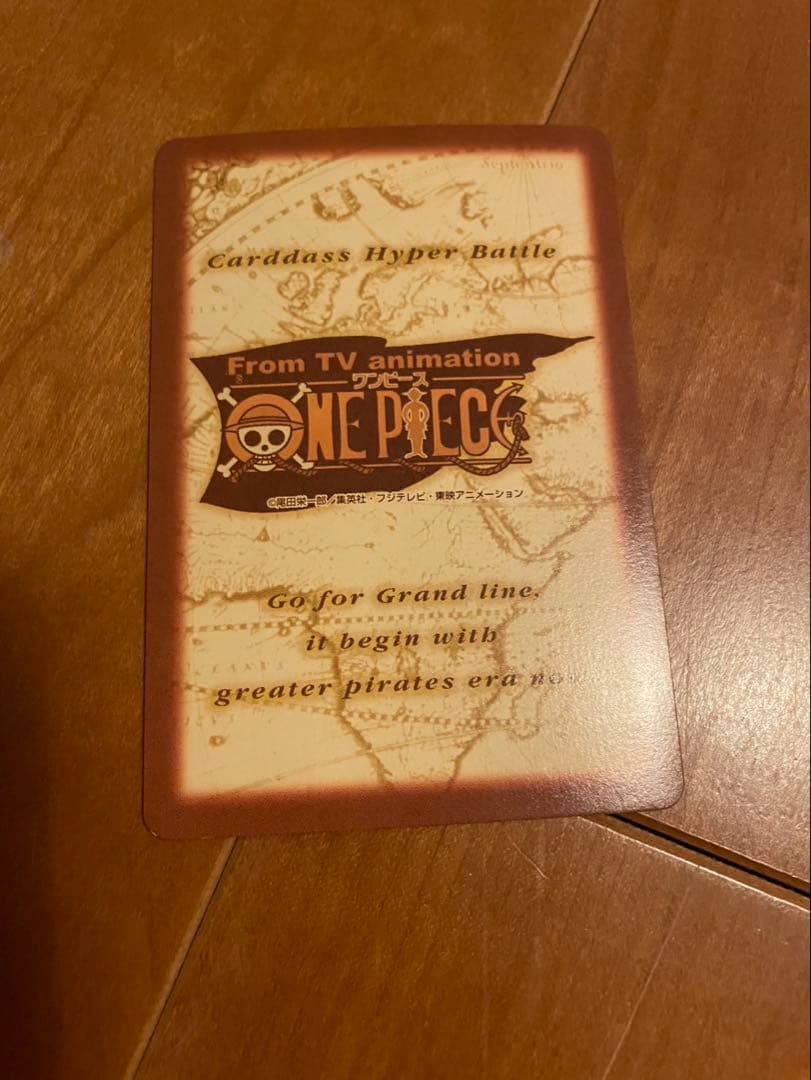 Septentrio
Carddass Hyper Battle
From TV animation
ワンピース
ONE PIECE
©尾田栄一郎／集英社・フジテレビ・東映アニメーション
Go for Grand line.
it begin with
greater pirates era